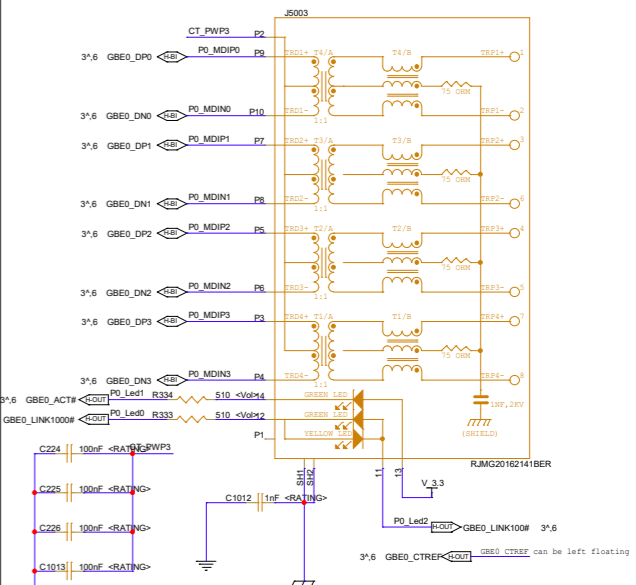 J5003
CT_PWP3 P2
3^,6 GBE0_DP0 H-BI P0_MDIP0 P9 TRD1+ T4/A T4/B TRP1+ 1
75 OHM
3^,6 GBE0_DN0 H-BI P0_MDIN0 P10 TRD1- 1:1 TRP1- 2
3^,6 GBE0_DP1 H-BI P0_MDIP1 P7 TRD2+ T3/A T3/B TRP2+ 3
75 OHM
3^,6 GBE0_DN1 H-BI P0_MDIN1 P8 TRD2- 1:1 TRP2- 6
3^,6 GBE0_DP2 H-BI P0_MDIP2 P5 TRD3+ T2/A T2/B TRP3+ 4
75 OHM
3^,6 GBE0_DN2 H-BI P0_MDIN2 P6 TRD3- 1:1 TRP3- 5
3^,6 GBE0_DP3 H-BI P0_MDIP3 P3 TRD4+ T1/A T1/B TRP4+ 7
75 OHM
3^,6 GBE0_DN3 H-BI P0_MDIN3 P4 TRD4- 1:1 TRP4- 8
3^,6 GBE0_ACT# H-OUT P0_Led1 R334 510 <Vol>14 GREEN LED
1NF,2KV
GBE0_LINK1000# H-OUT P0_Led0 R333 510 <Vol>12 GREEN LED
(SHIELD)
P1 YELLOW LED
C224 100nF <RATING> CT_PWP3
RJMG20162141BER
SH1 SH2 11 13
C225 100nF <RATING>
C1012 1nF <RATING>
V_3.3
C226 100nF <RATING>
P0_Led2 H-OUT GBE0_LINK100# 3^,6
3^,6 GBE0_CTREF H-OUT GBE0 CTREF can be left floating
C1013 100nF <RATING>